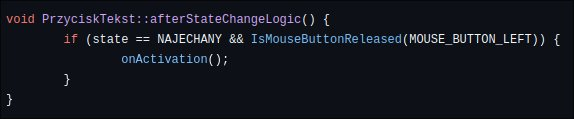 void PrzyciskTekst::afterStateChangeLogic() {
        if (state == NAJECHANY && IsMouseButtonReleased(MOUSE_BUTTON_LEFT)) {
                onActivation();
        }
}